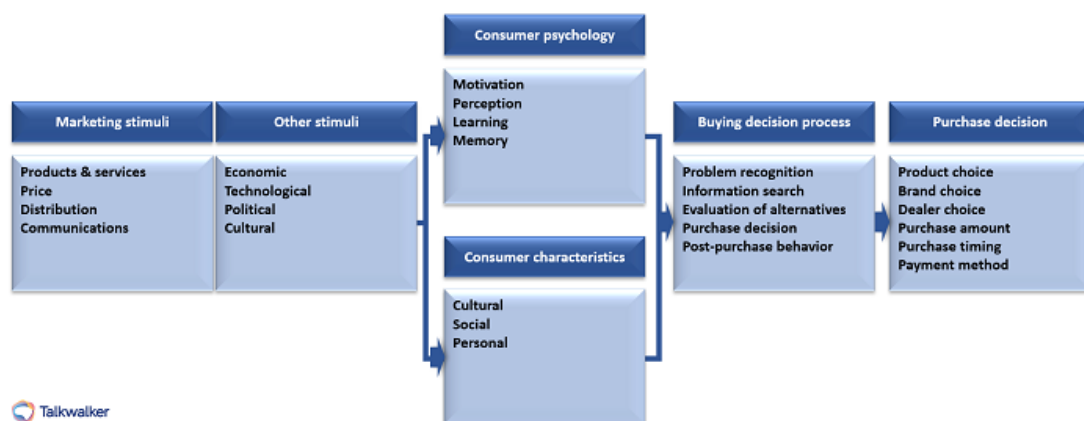 Marketing stimuli
Products & services
Price
Distribution
Communications
Other stimuli
Economic
Technological
Political
Cultural
Consumer psychology
Motivation
Perception
Learning
Memory
Consumer characteristics
Cultural
Social
Personal
Buying decision process
Problem recognition
Information search
Evaluation of alternatives
Purchase decision
Post-purchase behavior
Purchase decision
Product choice
Brand choice
Dealer choice
Purchase amount
Purchase timing
Payment method
Talkwalker